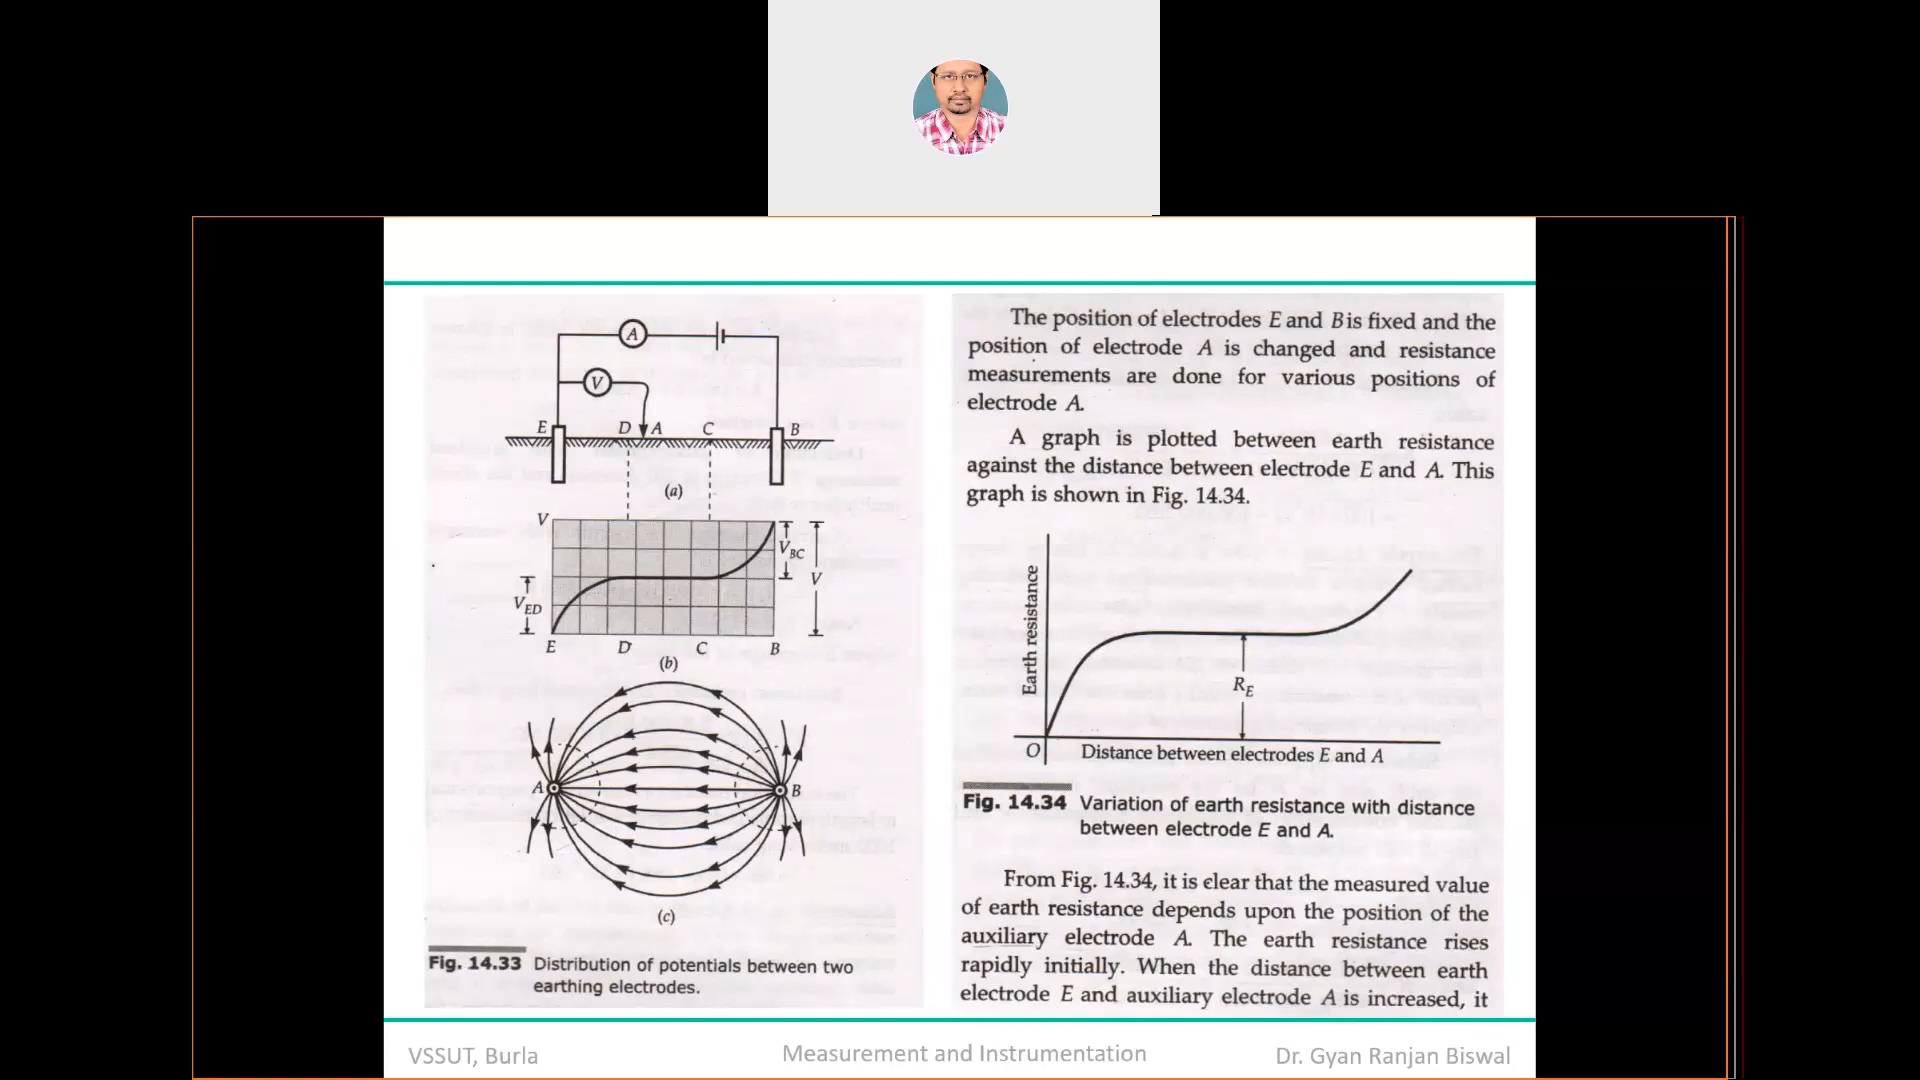 A
V
E D A C B
(a)
V
V_BC
V
V_ED
E D C B
(b)
A B
(c)
Fig. 14.33 Distribution of potentials between two
earthing electrodes.
The position of electrodes E and B is fixed and the
position of electrode A is changed and resistance
measurements are done for various positions of
electrode A.
A graph is plotted between earth resistance
against the distance between electrode E and A. This
graph is shown in Fig. 14.34.
Earth resistance
R_E
O Distance between electrodes E and A
Fig. 14.34 Variation of earth resistance with distance
between electrode E and A.
From Fig. 14.34, it is clear that the measured value
of earth resistance depends upon the position of the
auxiliary electrode A. The earth resistance rises
rapidly initially. When the distance between earth
electrode E and auxiliary electrode A is increased, it
VSSUT, Burla
Measurement and Instrumentation
Dr. Gyan Ranjan Biswal